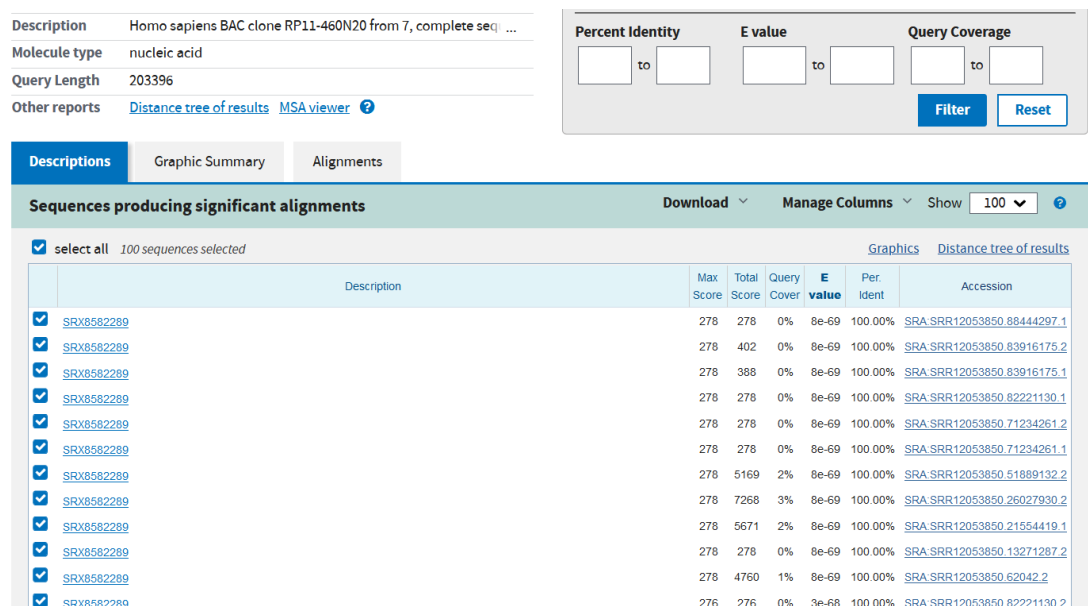 Description Homo sapiens BAC clone RP11-460N20 from 7, complete seq ...
Molecule type nucleic acid
Query Length 203396
Other reports Distance tree of results MSA viewer ?
Percent Identity E value Query Coverage
to to to
Filter Reset
Descriptions Graphic Summary Alignments
Sequences producing significant alignments Download Manage Columns Show 100 ?
select all 100 sequences selected Graphics Distance tree of results
Description Max Score Total Score Query Cover E value Per. Ident Accession
SRX8582289 278 278 0% 8e-69 100.00% SRA:SRR12053850.88444297.1
SRX8582289 278 402 0% 8e-69 100.00% SRA:SRR12053850.83916175.2
SRX8582289 278 388 0% 8e-69 100.00% SRA:SRR12053850.83916175.1
SRX8582289 278 278 0% 8e-69 100.00% SRA:SRR12053850.82221130.1
SRX8582289 278 278 0% 8e-69 100.00% SRA:SRR12053850.71234261.2
SRX8582289 278 278 0% 8e-69 100.00% SRA:SRR12053850.71234261.1
SRX8582289 278 5169 2% 8e-69 100.00% SRA:SRR12053850.51889132.2
SRX8582289 278 7268 3% 8e-69 100.00% SRA:SRR12053850.26027930.2
SRX8582289 278 5671 2% 8e-69 100.00% SRA:SRR12053850.21554419.1
SRX8582289 278 278 0% 8e-69 100.00% SRA:SRR12053850.13271287.2
SRX8582289 278 4760 1% 8e-69 100.00% SRA:SRR12053850.62042.2
SRX8582289 276 276 0% 3e-68 100.00% SRA:SRR12053850.82221130.2